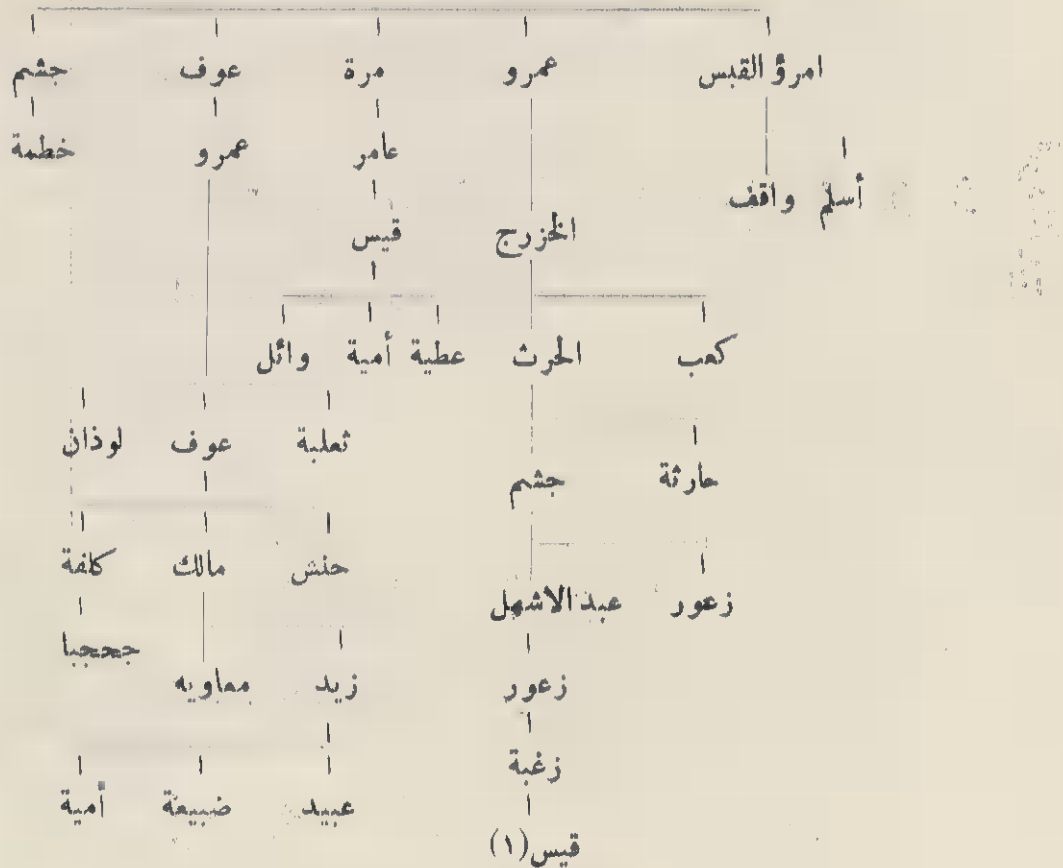 امرؤ القيس عمرو مرة عوف جشم
عامر عمرو خطمة
أسلم واقف
الخزرج قيس
كعب الحرث عطية أمية وائل
ثعلبة عوف لوذان
حارثة جشم
حنش مالك كلفة
زعور عبد الاشهل
جحجبا
زعور زيد معاويه
زغبة
عبيد ضبيعة أمية
قيس(١)